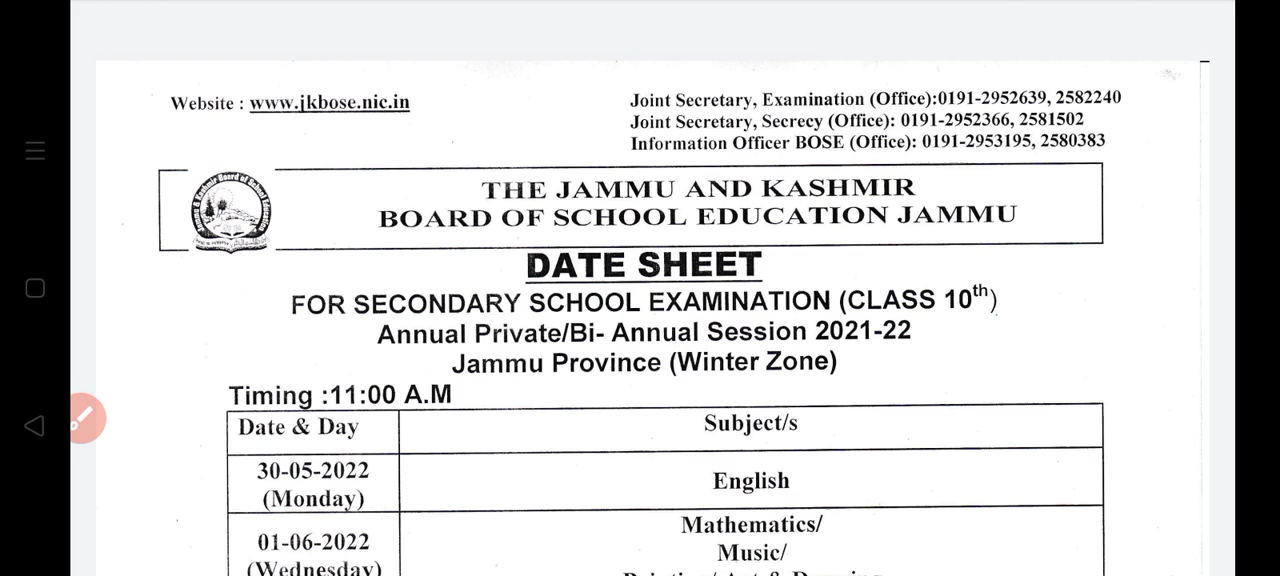 Website : www.jkbose.nic.in
Joint Secretary, Examination (Office):0191-2952639, 2582240
Joint Secretary, Secrecy (Office): 0191-2952366, 2581502
Information Officer BOSE (Office): 0191-2953195, 2580383
THE JAMMU AND KASHMIR
BOARD OF SCHOOL EDUCATION JAMMU
DATE SHEET
FOR SECONDARY SCHOOL EXAMINATION (CLASS 10th)
Annual Private/Bi- Annual Session 2021-22
Jammu Province (Winter Zone)
Timing :11:00 A.M
Date & Day
Subject/s
30-05-2022
(Monday)
English
01-06-2022
(Wednesday)
Mathematics/
Music/